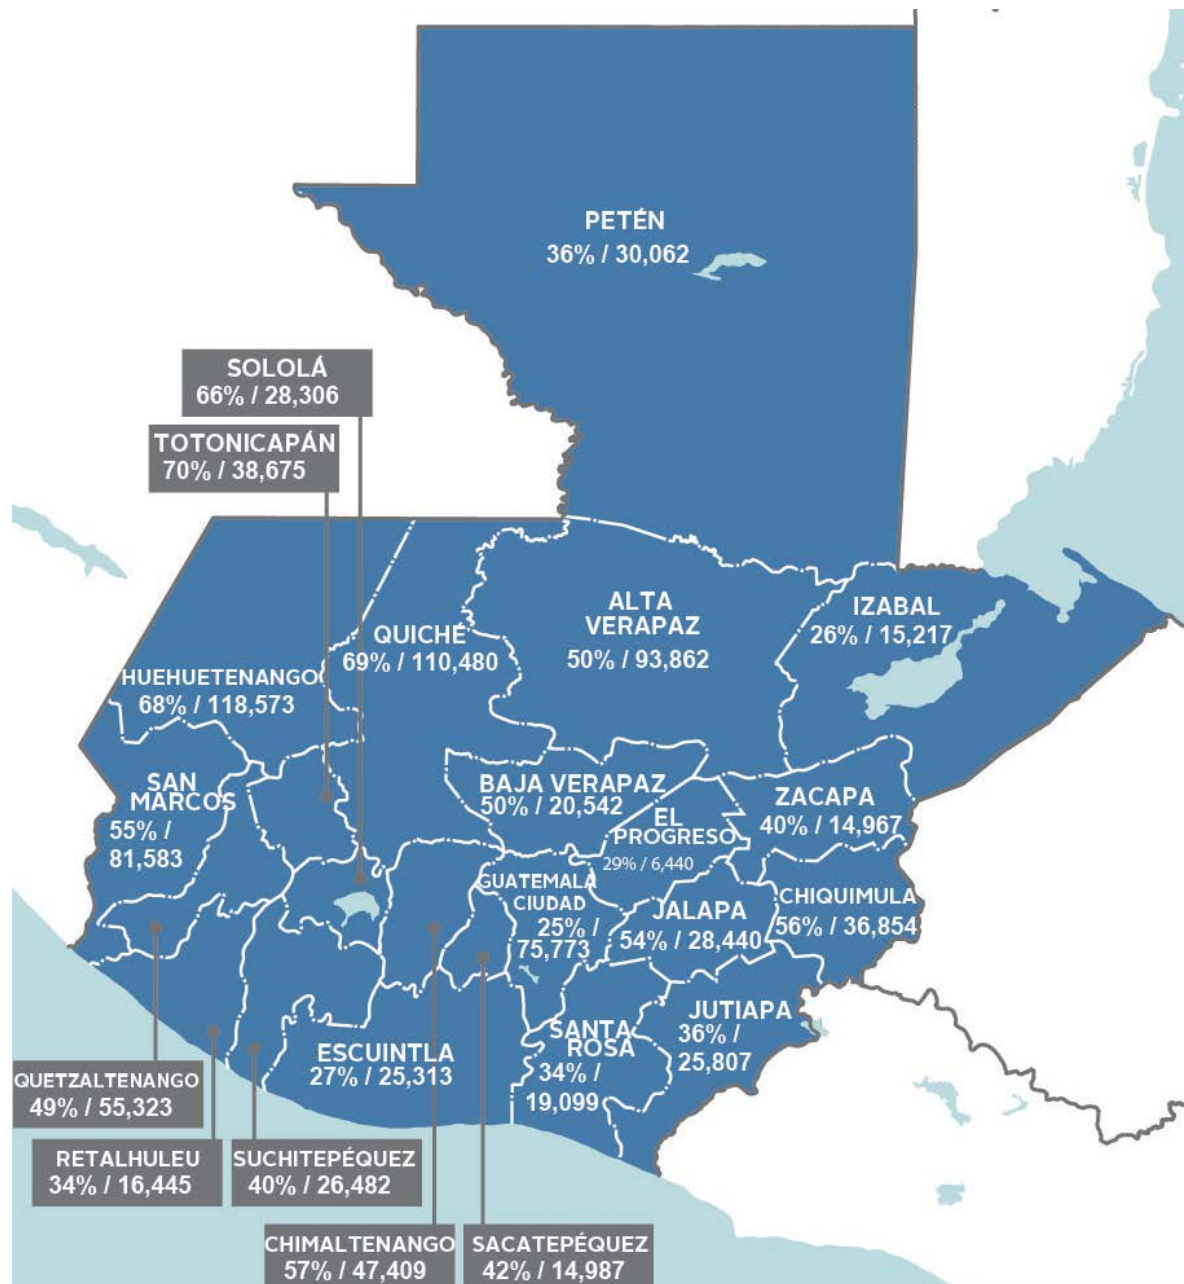 PETÉN
36% / 30,062
SOLOLÁ
66% / 28,306
TOTONICAPÁN
70% / 38,675
ALTA
VERAPAZ
50% / 93,862
IZABAL
26% / 15,217
QUICHÉ
69% / 110,480
HUEHUETENANGO
68% / 118,573
SAN
MARCOS
55% /
81,583
BAJA VERAPAZ
50% / 20,542
EL
PROGRESO
29% / 6,440
ZACAPA
40% / 14,967
GUATEMALA
CIUDAD
25% /
75,773
JALAPA
54% / 28,440
CHIQUIMULA
56% / 36,854
JUTIAPA
36% /
25,807
SANTA
ROSA
34% /
19,099
ESCUINTLA
27% / 25,313
QUETZALTENANGO
49% / 55,323
RETALHULEU
34% / 16,445
SUCHITEPÉQUEZ
40% / 26,482
CHIMALTENANGO
57% / 47,409
SACATEPÉQUEZ
42% / 14,987